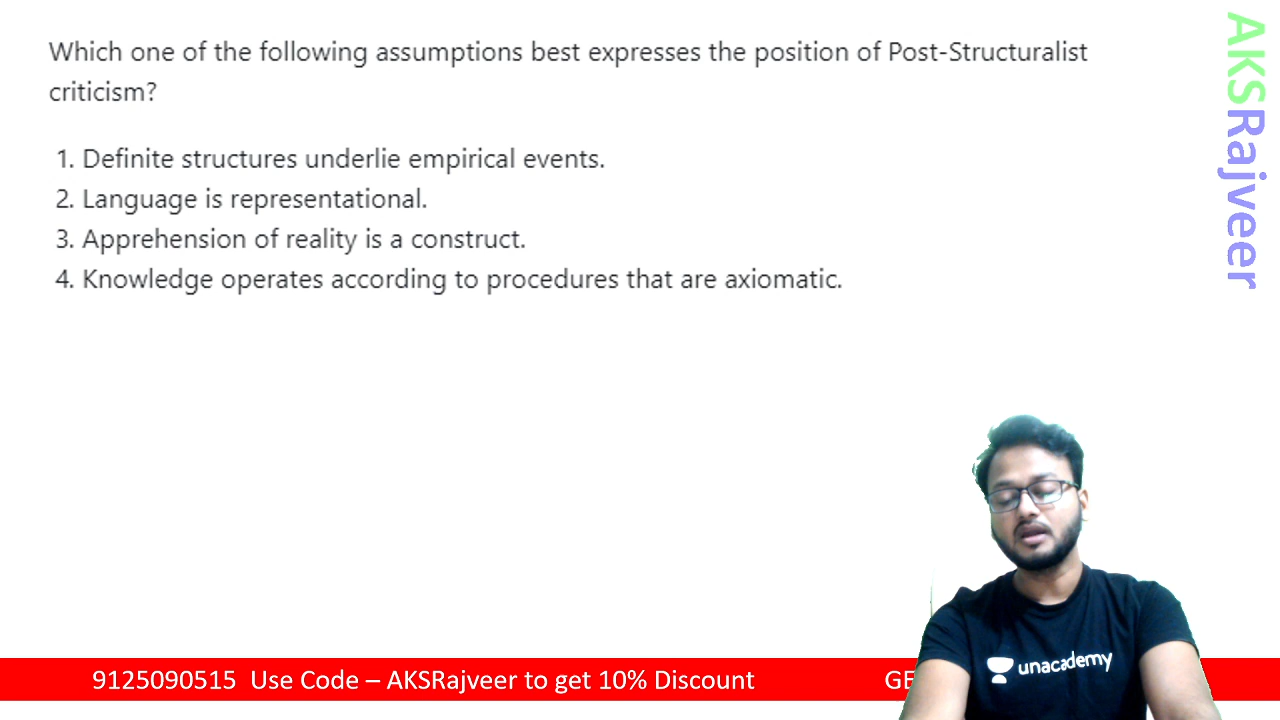 Which one of the following assumptions best expresses the position of Post-Structuralist
criticism?
1. Definite structures underlie empirical events.
2. Language is representational.
3. Apprehension of reality is a construct.
4. Knowledge operates according to procedures that are axiomatic.
AKSRajveer
unacademy
9125090515 Use Code – AKSRajveer to get 10% Discount